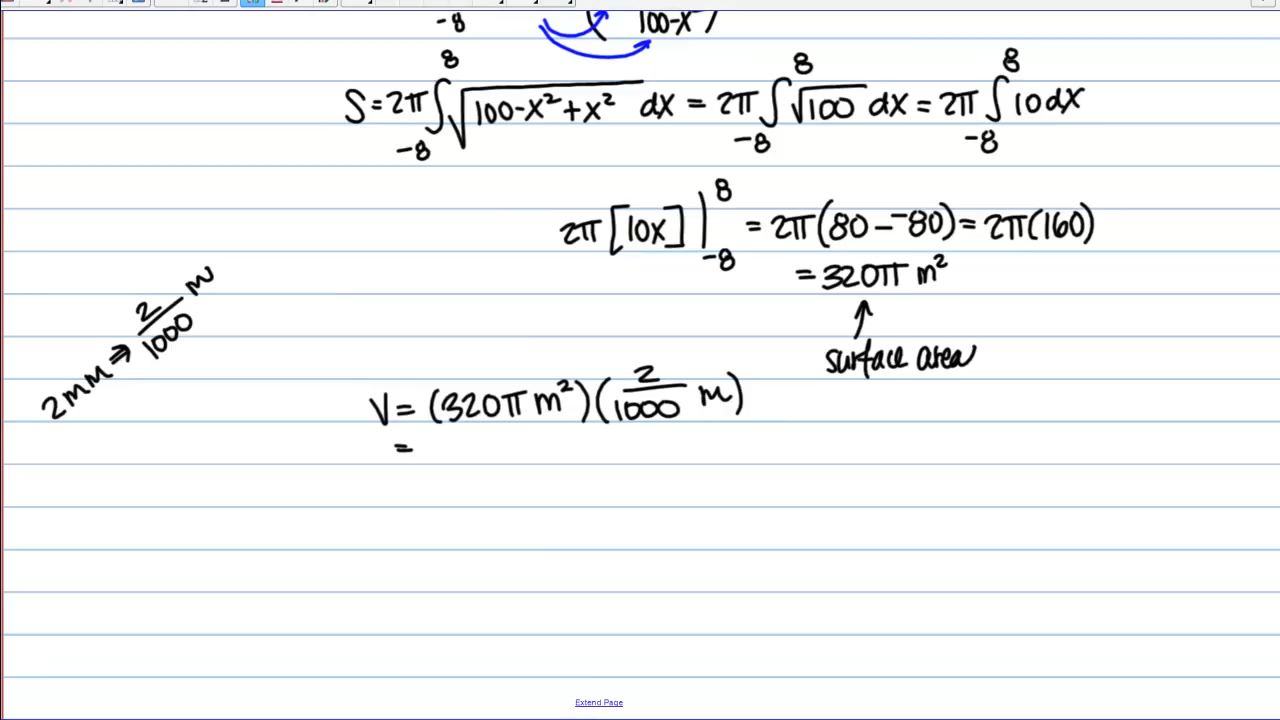 -8 ( 100-x²)
S = 2π ∫₋₈⁸ √(100-x²+x²) dx = 2π ∫₋₈⁸ √100 dx = 2π ∫₋₈⁸ 10 dx
2π [10x] |₋₈⁸ = 2π(80 - ⁻80) = 2π(160)
= 320π m²
surface area
2mm ⇒ 2/1000 m
V = (320π m²)(2/1000 m)
=
Extend Page